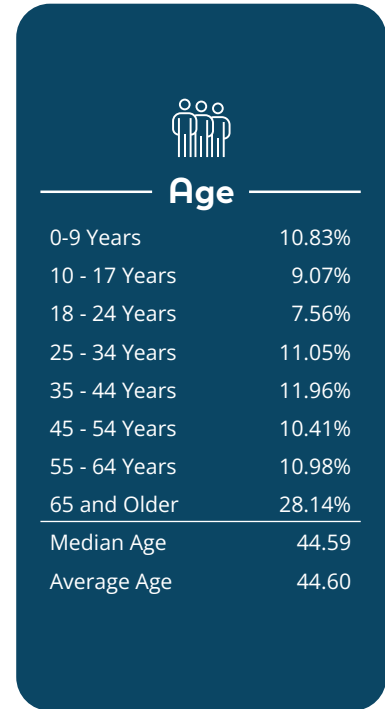 Age
0-9 Years 10.83%
10 - 17 Years 9.07%
18 - 24 Years 7.56%
25 - 34 Years 11.05%
35 - 44 Years 11.96%
45 - 54 Years 10.41%
55 - 64 Years 10.98%
65 and Older 28.14%
Median Age 44.59
Average Age 44.60